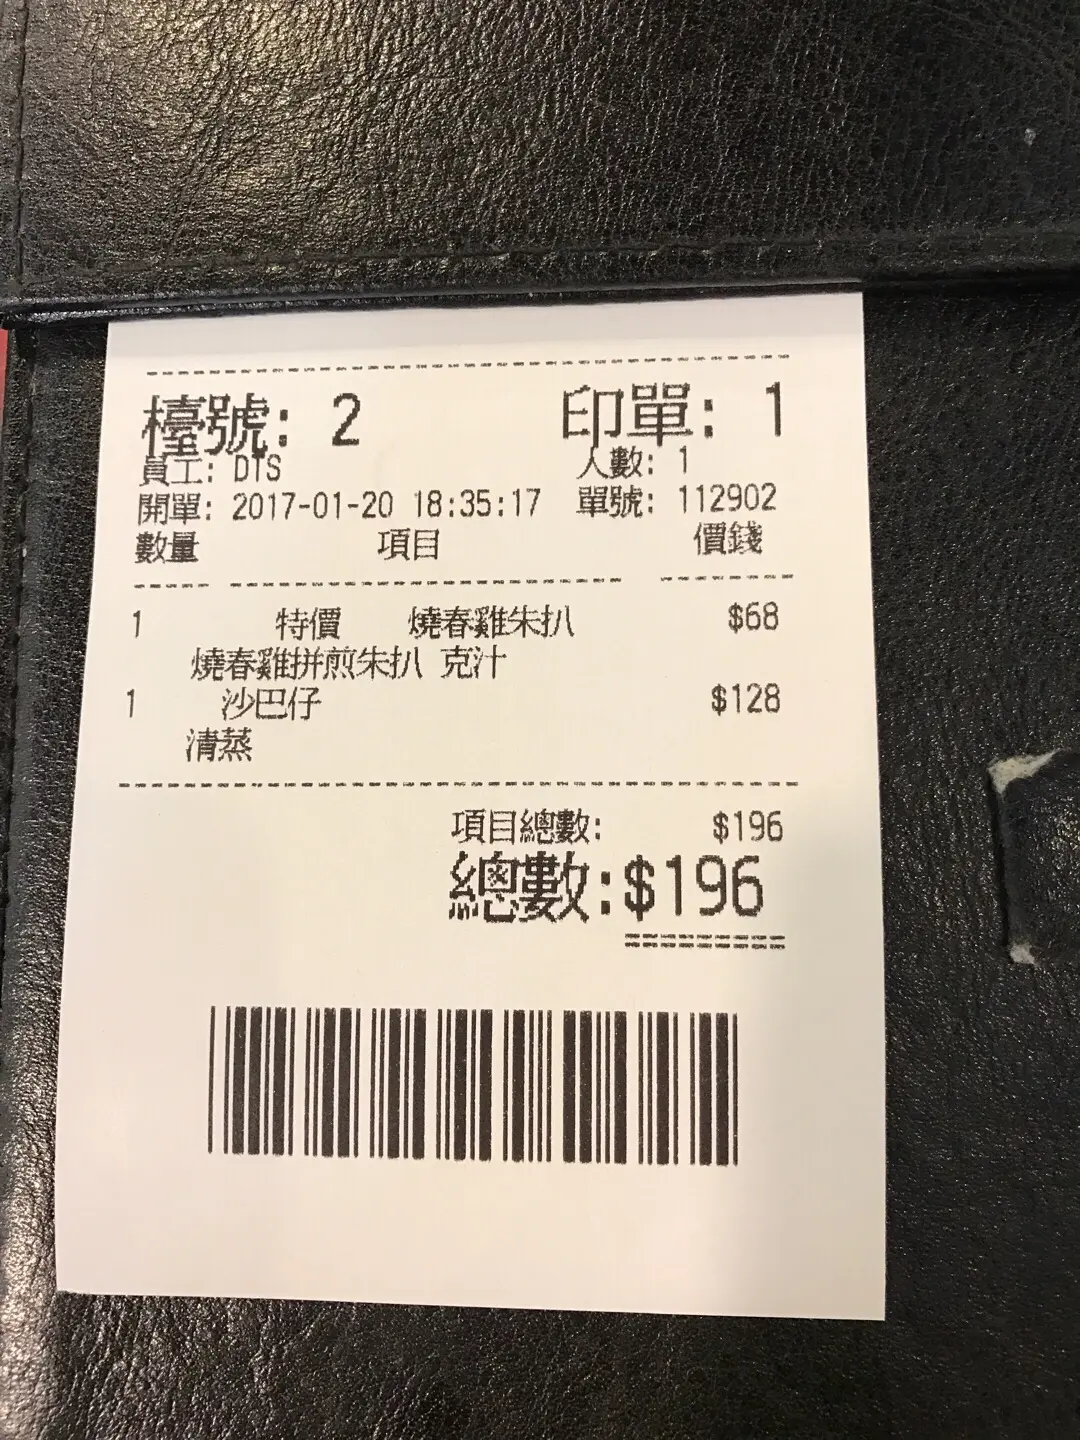 檯號: 2 印單: 1
員工: DTS 人數: 1
開單: 2017-01-20 18:35:17 單號: 112902
數量 項目 價錢
1 特價 燒春雞朱扒 $68
燒春雞拼煎朱扒 克汁
1 沙巴仔 $128
清蒸
項目總數: $196
總數:$196